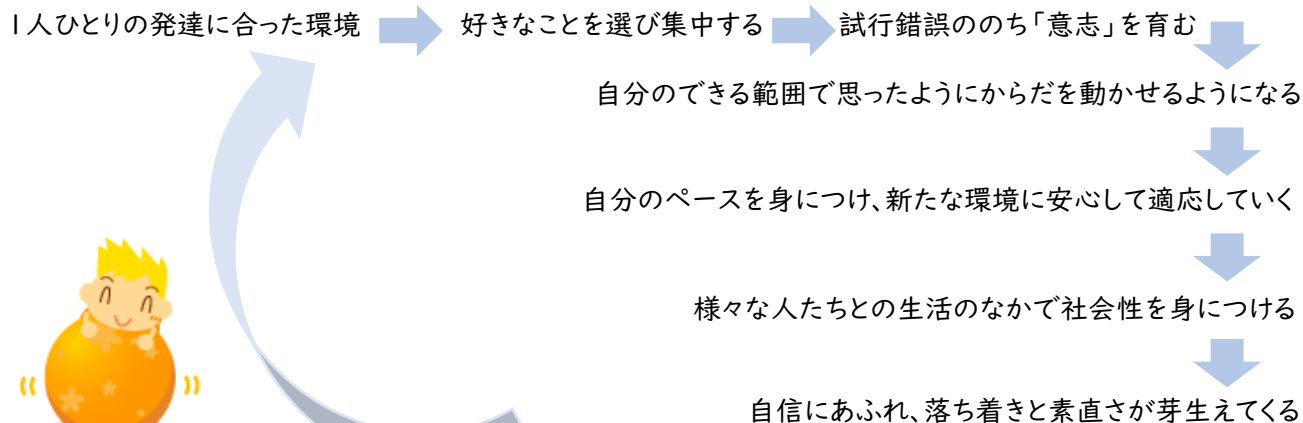 1人ひとりの発達に合った環境
好きなことを選び集中する
試行錯誤ののち「意志」を育む
自分のできる範囲で思ったようにからだを動かせるようになる
自分のペースを身につけ、新たな環境に安心して適応していく
様々な人たちとの生活のなかで社会性を身につける
自信にあふれ、落ち着きと素直さが芽生えてくる